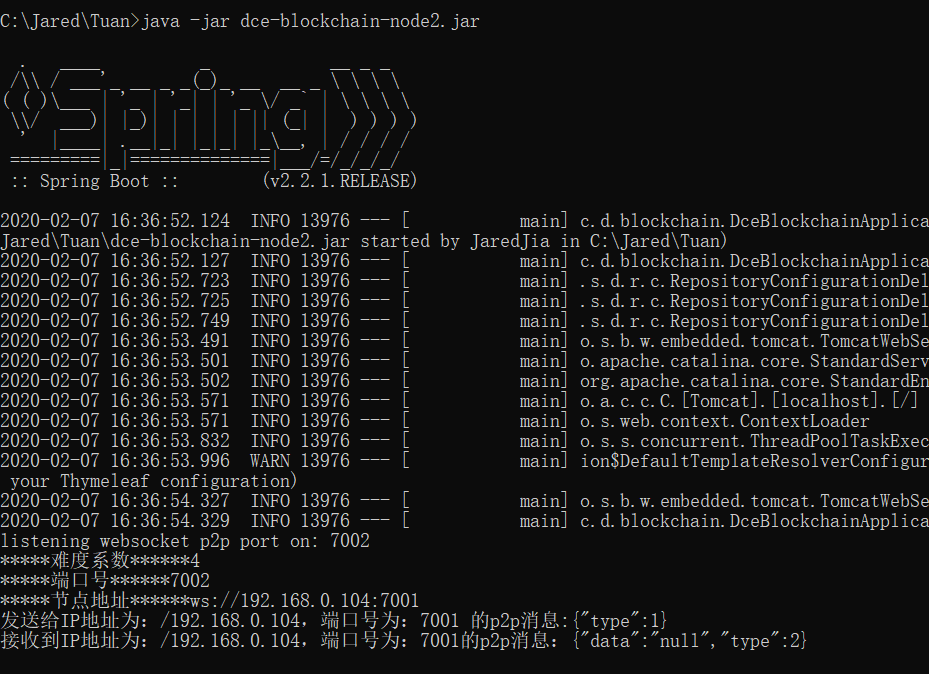 C:\Jared\Tuan>java -jar dce-blockchain-node2.jar
:: Spring Boot ::        (v2.2.1.RELEASE)
2020-02-07 16:36:52.124  INFO 13976 --- [           main] c.d.blockchain.DceBlockchainApplica
Jared\Tuan\dce-blockchain-node2.jar started by JaredJia in C:\Jared\Tuan)
2020-02-07 16:36:52.127  INFO 13976 --- [           main] c.d.blockchain.DceBlockchainApplica
2020-02-07 16:36:52.723  INFO 13976 --- [           main] .s.d.r.c.RepositoryConfigurationDel
2020-02-07 16:36:52.725  INFO 13976 --- [           main] .s.d.r.c.RepositoryConfigurationDel
2020-02-07 16:36:52.749  INFO 13976 --- [           main] .s.d.r.c.RepositoryConfigurationDel
2020-02-07 16:36:53.491  INFO 13976 --- [           main] o.s.b.w.embedded.tomcat.TomcatWebSe
2020-02-07 16:36:53.501  INFO 13976 --- [           main] o.apache.catalina.core.StandardServ
2020-02-07 16:36:53.502  INFO 13976 --- [           main] org.apache.catalina.core.StandardEn
2020-02-07 16:36:53.571  INFO 13976 --- [           main] o.a.c.c.C.[Tomcat].[localhost].[/]
2020-02-07 16:36:53.571  INFO 13976 --- [           main] o.s.web.context.ContextLoader
2020-02-07 16:36:53.832  INFO 13976 --- [           main] o.s.s.concurrent.ThreadPoolTaskExec
2020-02-07 16:36:53.996  WARN 13976 --- [           main] ion$DefaultTemplateResolverConfigur
your Thymeleaf configuration)
2020-02-07 16:36:54.327  INFO 13976 --- [           main] o.s.b.w.embedded.tomcat.TomcatWebSe
2020-02-07 16:36:54.329  INFO 13976 --- [           main] c.d.blockchain.DceBlockchainApplica
listening websocket p2p port on: 7002
*****难度系数******4
*****端口号******7002
*****节点地址******ws://192.168.0.104:7001
发送给IP地址为：/192.168.0.104，端口号为：7001 的p2p消息:{"type":1}
接收到IP地址为：/192.168.0.104，端口号为：7001的p2p消息：{"data":"null","type":2}